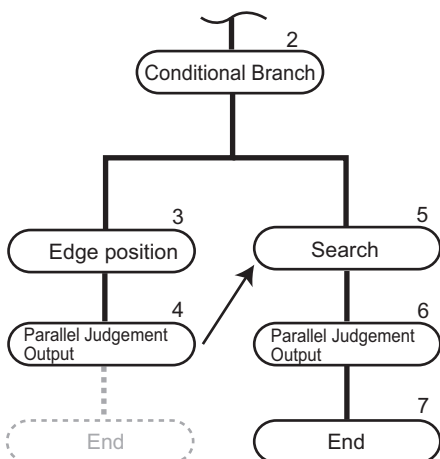 2
Conditional Branch
3
Edge position
4
Parallel Judgement
Output
End
5
Search
6
Parallel Judgement
Output
7
End